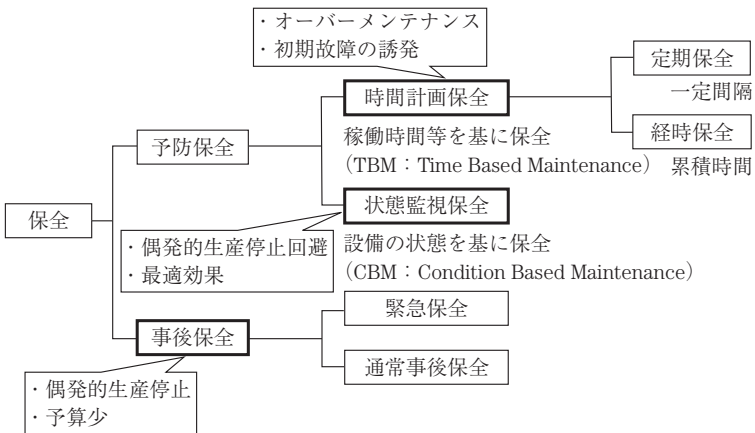 ・オーバーメンテナンス
・初期故障の誘発
定期保全
一定間隔
時間計画保全
経時保全
累積時間
予防保全
稼働時間等を基に保全
（TBM：Time Based Maintenance）
保全
状態監視保全
・偶発的生産停止回避
・最適効果
設備の状態を基に保全
（CBM：Condition Based Maintenance）
緊急保全
事後保全
通常事後保全
・偶発的生産停止
・予算少